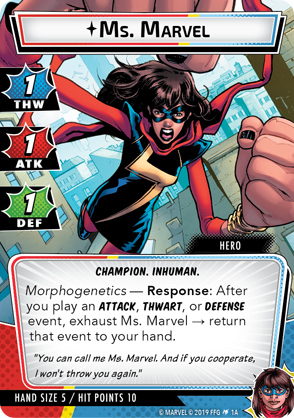 Ms. Marvel
1
THW
1
ATK
1
DEF
HERO
CHAMPION. INHUMAN.
Morphogenetics — Response: After
you play an ATTACK, THWART, or DEFENSE
event, exhaust Ms. Marvel → return
that event to your hand.
"You can call me Ms. Marvel. And if you cooperate,
I won't throw you again."
HAND SIZE 5 / HIT POINTS 10
© MARVEL © 2019 FFG 1A